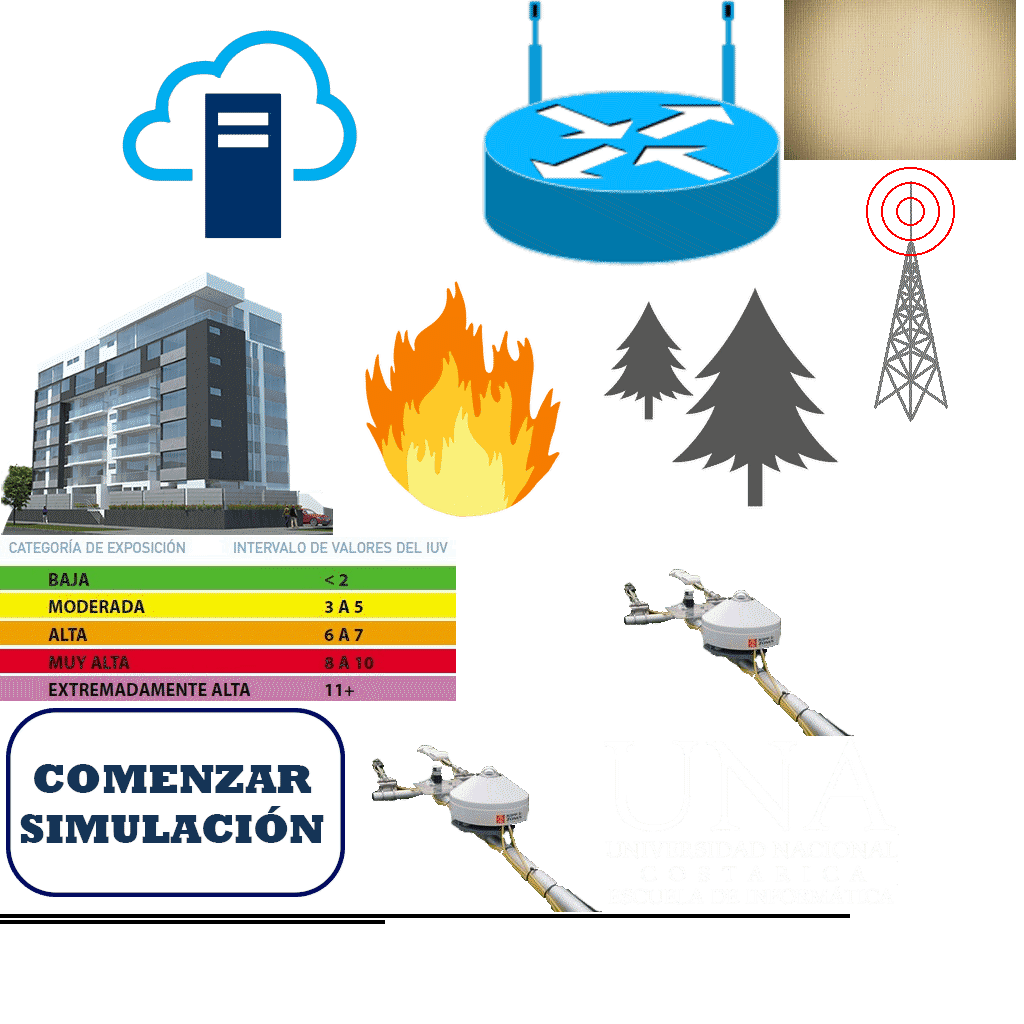 CATEGORÍA DE EXPOSICIÓN INTERVALO DE VALORES DEL IUV
BAJA < 2
MODERADA 3 A 5
ALTA 6 A 7
MUY ALTA 8 A 10
EXTREMADAMENTE ALTA 11+
COMENZAR
SIMULACIÓN
UNA
UNIVERSIDAD NACIONAL
COSTA RICA
ESCUELA DE INFORMÁTICA